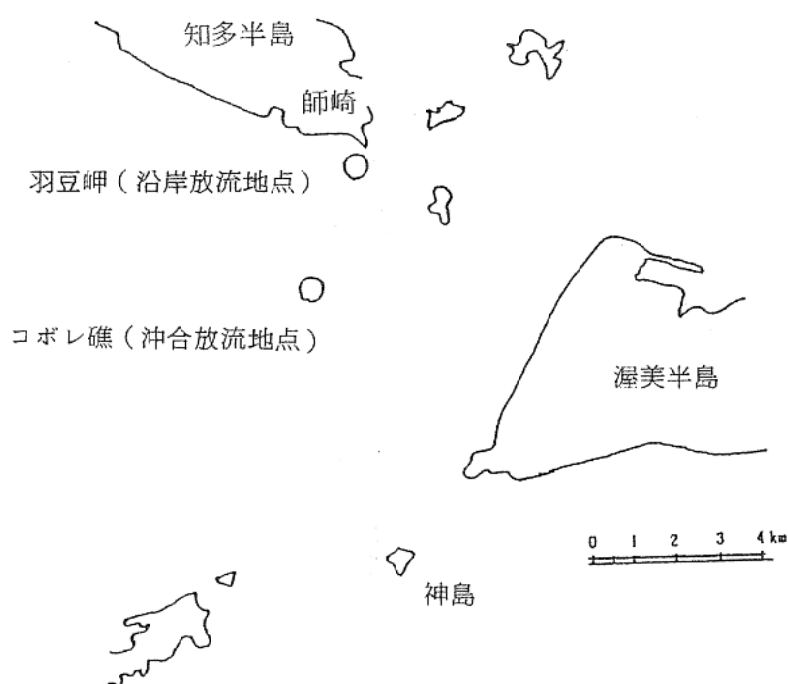 知多半島
師崎
羽豆岬（沿岸放流地点）
コボレ礁（沖合放流地点）
渥美半島
0 1 2 3 4 km
神島